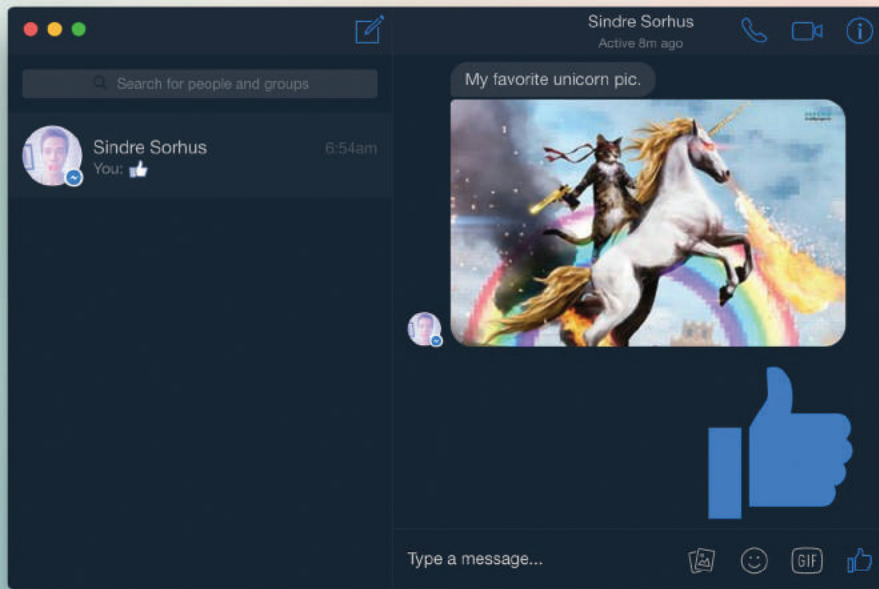 Search for people and groups
Sindre Sorhus
6:54am
You:
Sindre Sorhus
Active 8m ago
My favorite unicorn pic.
Type a message...
GIF